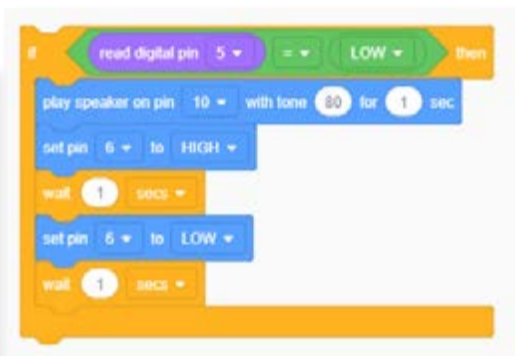 if read digital pin 5 = LOW then
play speaker on pin 10 with tone 80 for 1 sec
set pin 6 to HIGH
wait 1 secs
set pin 6 to LOW
wait 1 secs